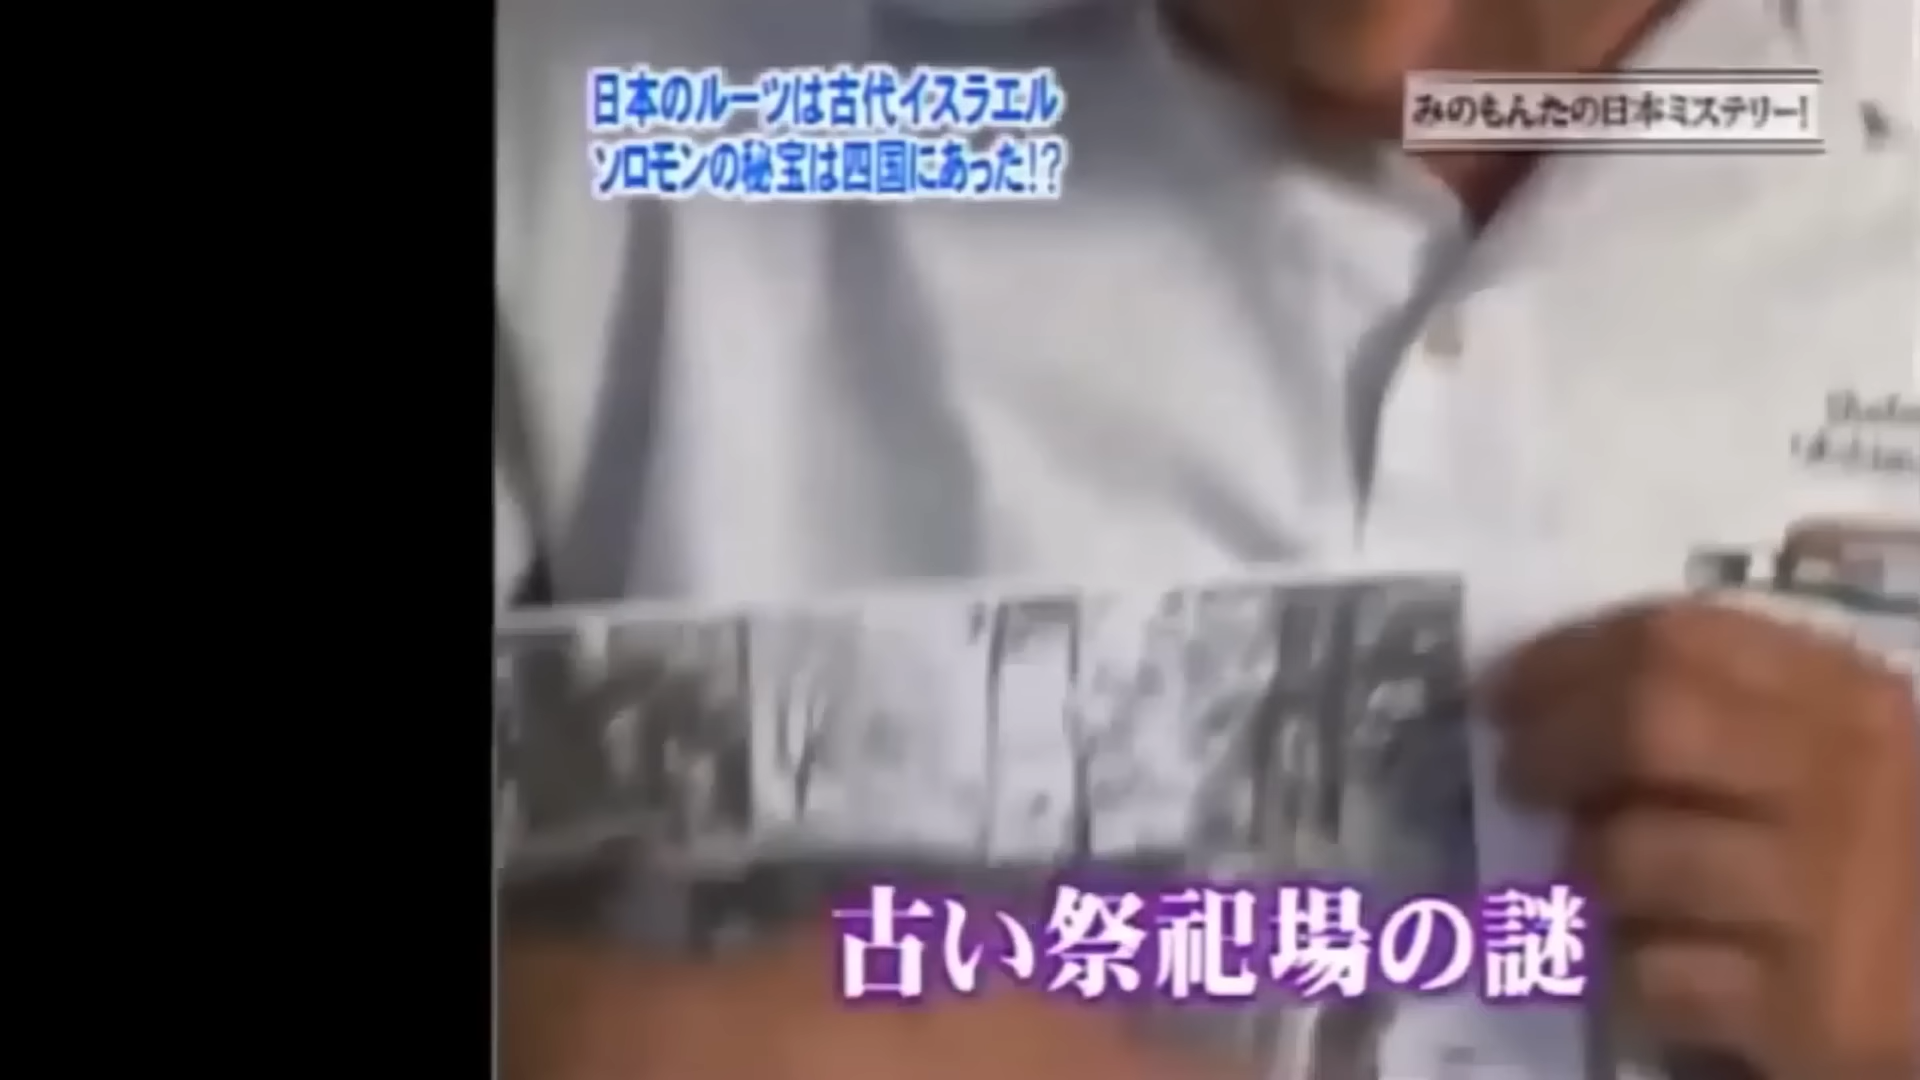 日本のルーツは古代イスラエル
ソロモンの秘宝は四国にあった!?
みのもんたの日本ミステリー!
古い祭祀場の謎